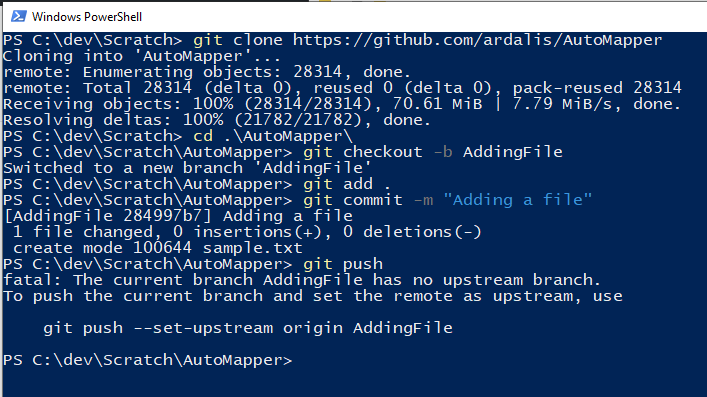 Windows PowerShell
PS C:\dev\Scratch> git clone https://github.com/ardalis/AutoMapper
Cloning into 'AutoMapper'...
remote: Enumerating objects: 28314, done.
remote: Total 28314 (delta 0), reused 0 (delta 0), pack-reused 28314
Receiving objects: 100% (28314/28314), 70.61 MiB | 7.79 MiB/s, done.
Resolving deltas: 100% (21782/21782), done.
PS C:\dev\Scratch> cd .\AutoMapper\
PS C:\dev\Scratch\AutoMapper> git checkout -b AddingFile
Switched to a new branch 'AddingFile'
PS C:\dev\Scratch\AutoMapper> git add .
PS C:\dev\Scratch\AutoMapper> git commit -m "Adding a file"
[AddingFile 284997b7] Adding a file
 1 file changed, 0 insertions(+), 0 deletions(-)
 create mode 100644 sample.txt
PS C:\dev\Scratch\AutoMapper> git push
fatal: The current branch AddingFile has no upstream branch.
To push the current branch and set the remote as upstream, use
    git push --set-upstream origin AddingFile
PS C:\dev\Scratch\AutoMapper>